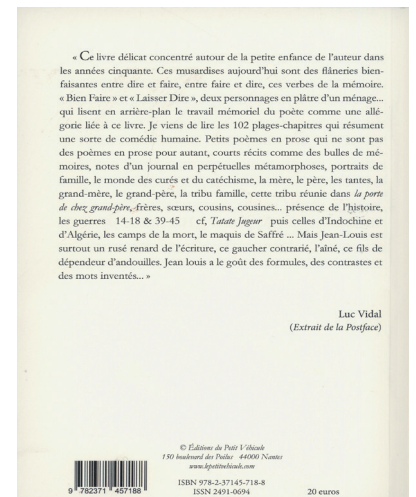 « Ce livre délicat concentré autour de la petite enfance de l'auteur dans
les années cinquante. Ces musardises aujourd'hui sont des flâneries bien-
faisantes entre dire et faire, entre faire et dire, ces verbes de la mémoire.
« Bien Faire » et « Laisser Dire », deux personnages en plâtre d'un ménage...
qui lisent en arrière-plan le travail mémoriel du poète comme une allé-
gorie liée à ce livre. Je viens de lire les 102 plages-chapitres qui résument
une sorte de comédie humaine. Petits poèmes en prose qui ne sont pas
des poèmes en prose pour autant, courts récits comme des bulles de mé-
moires, notes d'un journal en perpétuelles métamorphoses, portraits de
famille, le monde des curés et du catéchisme, la mère, le père, les tantes, la
grand-mère, le grand-père, la tribu famille, cette tribu réunie dans la porte
de chez grand-père, frères, sœurs, cousins, cousines... présence de l'histoire,
les guerres 14-18 & 39-45 cf, Tatate Jugeur puis celles d'Indochine et
d'Algérie, les camps de la mort, le maquis de Saffré ... Mais Jean-Louis est
surtout un rusé renard de l'écriture, ce gaucher contrarié, l'aîné, ce fils de
dépendeur d'andouilles. Jean louis a le goût des formules, des contrastes et
des mots inventés... »
Luc Vidal
(Extrait de la Postface)
© Éditions du Petit Véhicule
150 boulevard des Poilus 44000 Nantes
www.lepetitvehicule.com
ISBN 978-2-37145-718-8
ISSN 2491-0694
20 euros
9 782371 457188